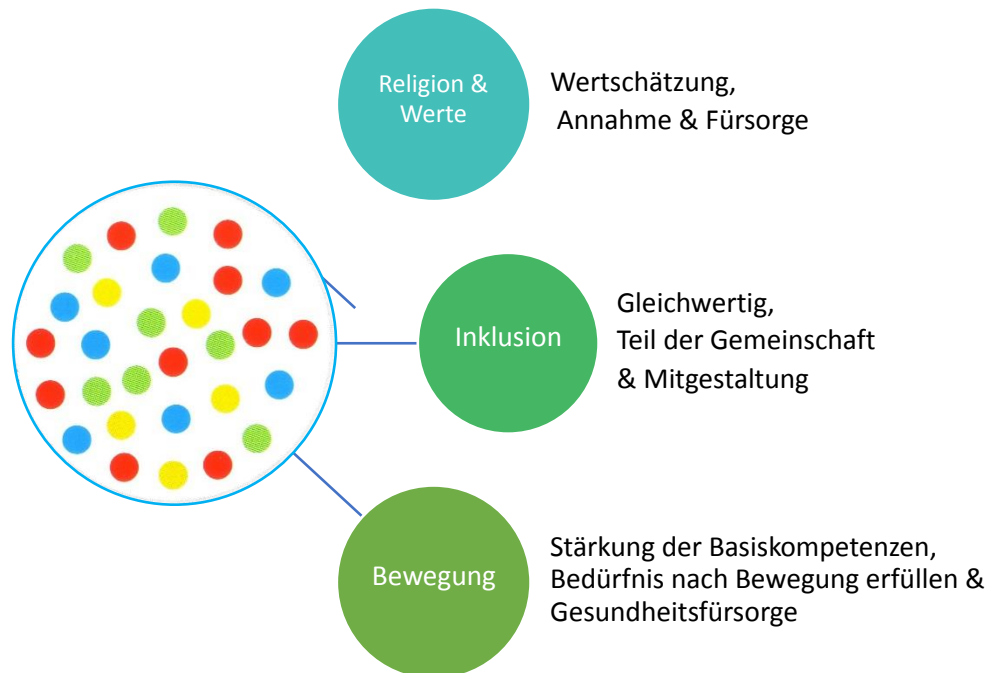 Religion &
Werte
Wertschätzung,
Annahme & Fürsorge
Inklusion
Gleichwertig,
Teil der Gemeinschaft
& Mitgestaltung
Bewegung
Stärkung der Basiskompetenzen,
Bedürfnis nach Bewegung erfüllen &
Gesundheitsfürsorge